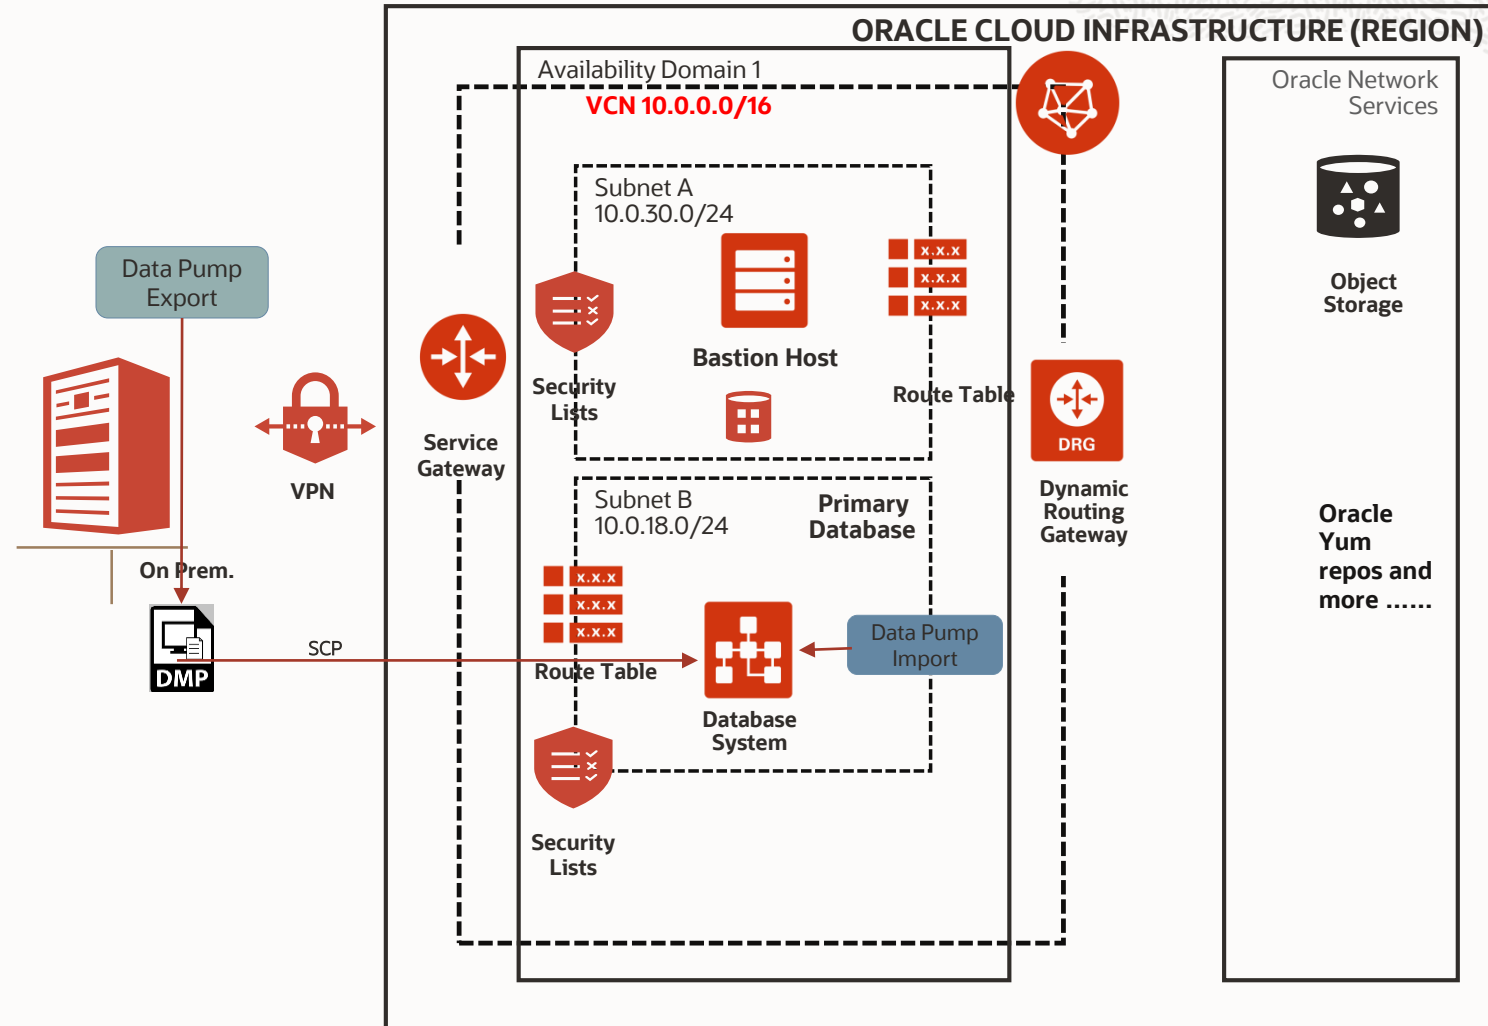 ORACLE CLOUD INFRASTRUCTURE (REGION)
Availability Domain 1
VCN 10.0.0.0/16
Oracle Network
Services
Subnet A
10.0.30.0/24
Data Pump
Export
x.x.x
x.x.x
x.x.x
Object
Storage
Bastion Host
Security
Lists
Route Table
Service
Gateway
DRG
VPN
Dynamic
Routing
Gateway
Subnet B
10.0.18.0/24
Primary
Database
Oracle
Yum
repos and
more ......
On Prem.
x.x.x
x.x.x
x.x.x
Data Pump
Import
SCP
DMP
Route Table
Database
System
Security
Lists